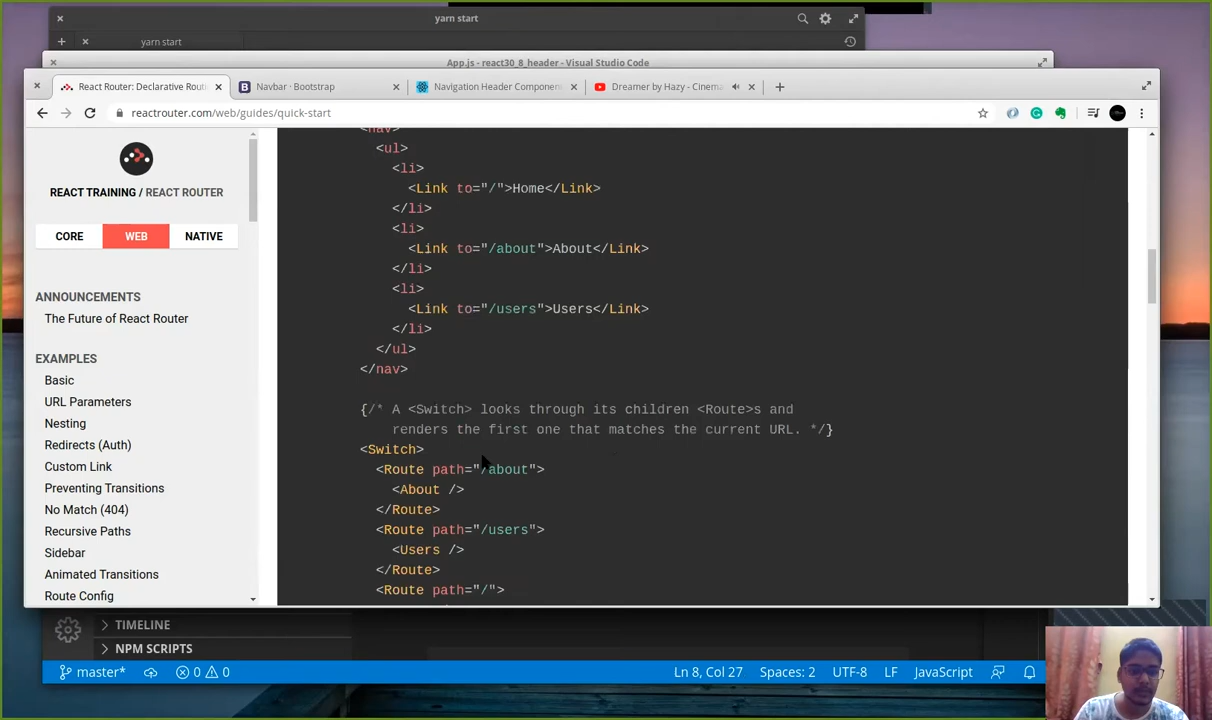 yarn start
yarn start
App.js - react30_8_header - Visual Studio Code
React Router: Declarative Routi
Navbar · Bootstrap
Navigation Header Component
Dreamer by Hazy - Cinema
reactrouter.com/web/guides/quick-start
REACT TRAINING / REACT ROUTER
CORE
WEB
NATIVE
ANNOUNCEMENTS
The Future of React Router
EXAMPLES
Basic
URL Parameters
Nesting
Redirects (Auth)
Custom Link
Preventing Transitions
No Match (404)
Recursive Paths
Sidebar
Animated Transitions
Route Config
<nav>
<ul>
<li>
<Link to="/">Home</Link>
</li>
<li>
<Link to="/about">About</Link>
</li>
<li>
<Link to="/users">Users</Link>
</li>
</ul>
</nav>
{/* A <Switch> looks through its children <Route>s and
renders the first one that matches the current URL. */}
<Switch>
<Route path="/about">
<About />
</Route>
<Route path="/users">
<Users />
</Route>
<Route path="/">
TIMELINE
NPM SCRIPTS
master*
0
0
Ln 8, Col 27
Spaces: 2
UTF-8
LF
JavaScript